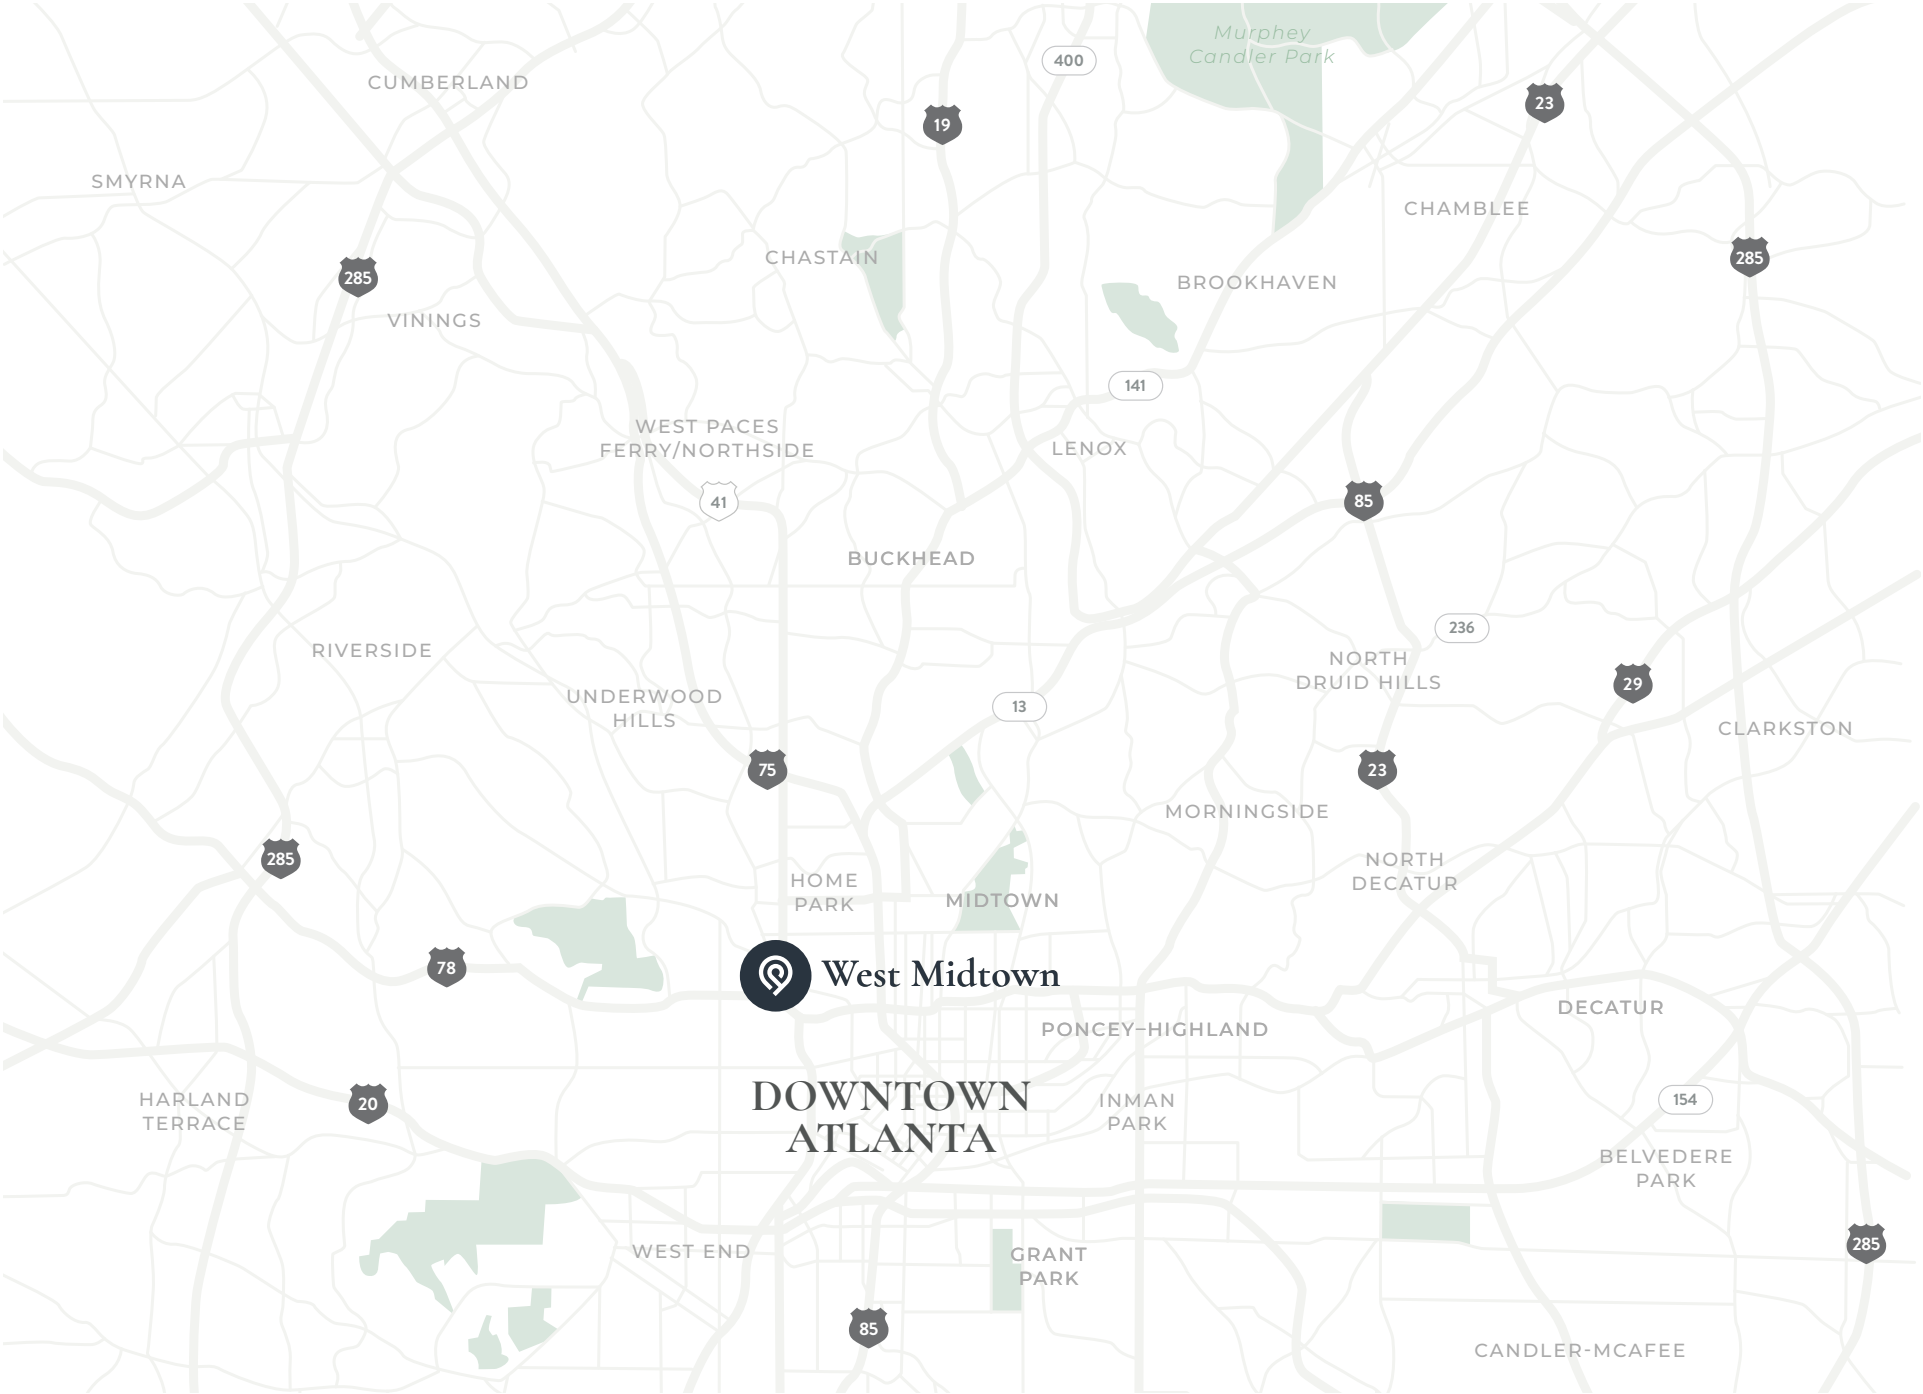 Murphey
Candler Park
400
CUMBERLAND
23
19
SMYRNA
CHAMBLEE
CHASTAIN
285
285
BROOKHAVEN
VININGS
141
WEST PACES
FERRY/NORTHSIDE
LENOX
41
85
BUCKHEAD
236
RIVERSIDE
NORTH
DRUID HILLS
29
UNDERWOOD
HILLS
13
CLARKSTON
75
23
MORNINGSIDE
285
NORTH
DECATUR
HOME
PARK
MIDTOWN
78
West Midtown
DECATUR
PONCEY–HIGHLAND
DOWNTOWN
ATLANTA
HARLAND
TERRACE
20
INMAN
PARK
154
BELVEDERE
PARK
WEST END
GRANT
PARK
285
85
CANDLER-MCAFEE